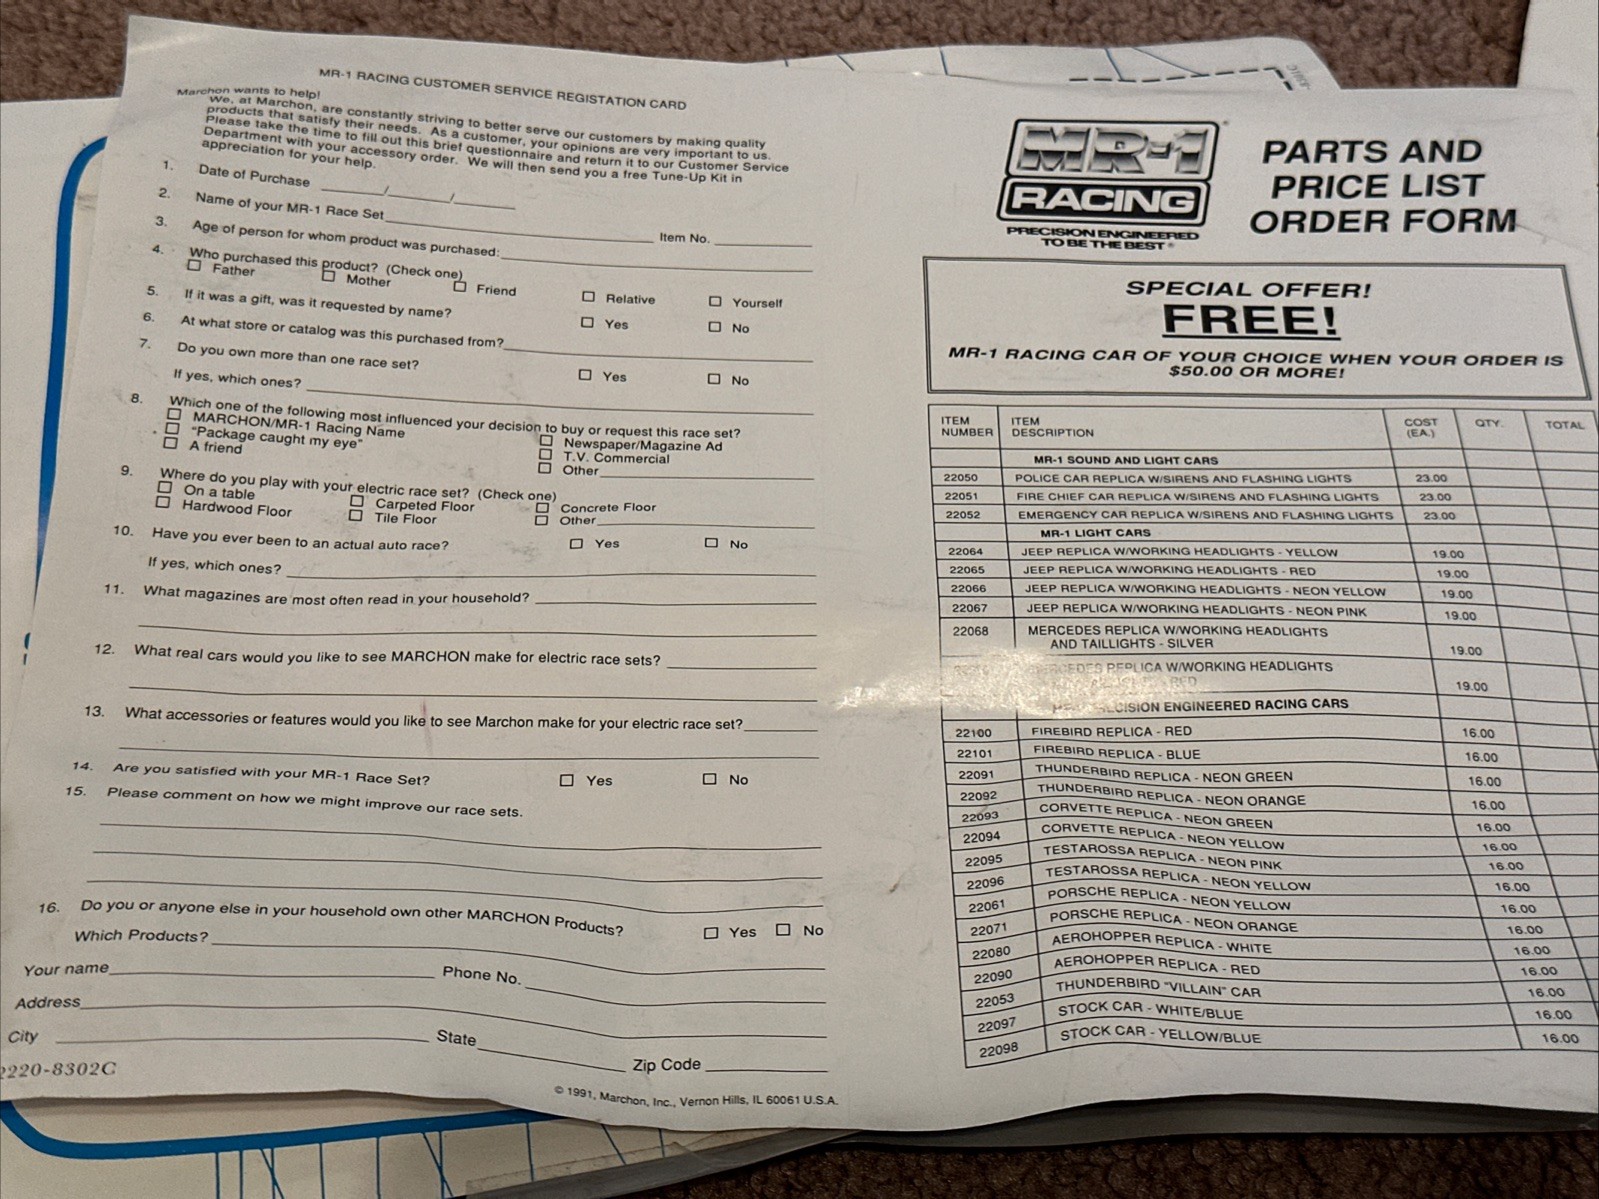 MR-1 RACING CUSTOMER SERVICE REGISTATION CARD
Marchon wants to help!
We, at Marchon, are constantly striving to better serve our customers by making quality
products that satisfy their needs. As a customer, your opinions are very important to us.
Please take the time to fill out this brief questionnaire and return it to our Customer Service
Department with your accessory order. We will then send you a free Tune-Up Kit in
appreciation for your help.
1. Date of Purchase / /
2. Name of your MR-1 Race Set Item No.
3. Age of person for whom product was purchased:
4. Who purchased this product? (Check one)
Father Mother Friend Relative Yourself
5. If it was a gift, was it requested by name? Yes No
6. At what store or catalog was this purchased from?
7. Do you own more than one race set? Yes No
If yes, which ones?
8. Which one of the following most influenced your decision to buy or request this race set?
MARCHON/MR-1 Racing Name Newspaper/Magazine Ad
"Package caught my eye" T.V. Commercial
A friend Other
9. Where do you play with your electric race set? (Check one)
On a table Carpeted Floor Concrete Floor
Hardwood Floor Tile Floor Other
10. Have you ever been to an actual auto race? Yes No
If yes, which ones?
11. What magazines are most often read in your household?
12. What real cars would you like to see MARCHON make for electric race sets?
13. What accessories or features would you like to see Marchon make for your electric race set?
14. Are you satisfied with your MR-1 Race Set? Yes No
15. Please comment on how we might improve our race sets.
16. Do you or anyone else in your household own other MARCHON Products? Yes No
Which Products?
Your name Phone No.
Address
City State Zip Code
2220-8302C
© 1991, Marchon, Inc., Vernon Hills, IL 60061 U.S.A.
MR-1
RACING
PRECISION ENGINEERED
TO BE THE BEST®
PARTS AND
PRICE LIST
ORDER FORM
SPECIAL OFFER!
FREE!
MR-1 RACING CAR OF YOUR CHOICE WHEN YOUR ORDER IS
$50.00 OR MORE!
ITEM NUMBER ITEM DESCRIPTION COST (EA.) QTY. TOTAL
MR-1 SOUND AND LIGHT CARS
22050 POLICE CAR REPLICA W/SIRENS AND FLASHING LIGHTS 23.00
22051 FIRE CHIEF CAR REPLICA W/SIRENS AND FLASHING LIGHTS 23.00
22052 EMERGENCY CAR REPLICA W/SIRENS AND FLASHING LIGHTS 23.00
MR-1 LIGHT CARS
22064 JEEP REPLICA W/WORKING HEADLIGHTS - YELLOW 19.00
22065 JEEP REPLICA W/WORKING HEADLIGHTS - RED 19.00
22066 JEEP REPLICA W/WORKING HEADLIGHTS - NEON YELLOW 19.00
22067 JEEP REPLICA W/WORKING HEADLIGHTS - NEON PINK 19.00
22068 MERCEDES REPLICA W/WORKING HEADLIGHTS
AND TAILLIGHTS - SILVER 19.00
MERCEDES REPLICA W/WORKING HEADLIGHTS
RED 19.00
PRECISION ENGINEERED RACING CARS
22100 FIREBIRD REPLICA - RED 16.00
22101 FIREBIRD REPLICA - BLUE 16.00
22091 THUNDERBIRD REPLICA - NEON GREEN 16.00
22092 THUNDERBIRD REPLICA - NEON ORANGE 16.00
22093 CORVETTE REPLICA - NEON GREEN 16.00
22094 CORVETTE REPLICA - NEON YELLOW 16.00
22095 TESTAROSSA REPLICA - NEON PINK 16.00
22096 TESTAROSSA REPLICA - NEON YELLOW 16.00
22061 PORSCHE REPLICA - NEON YELLOW 16.00
22071 PORSCHE REPLICA - NEON ORANGE 16.00
22080 AEROHOPPER REPLICA - WHITE 16.00
22090 AEROHOPPER REPLICA - RED 16.00
22053 THUNDERBIRD "VILLAIN" CAR 16.00
22097 STOCK CAR - WHITE/BLUE 16.00
22098 STOCK CAR - YELLOW/BLUE 16.00